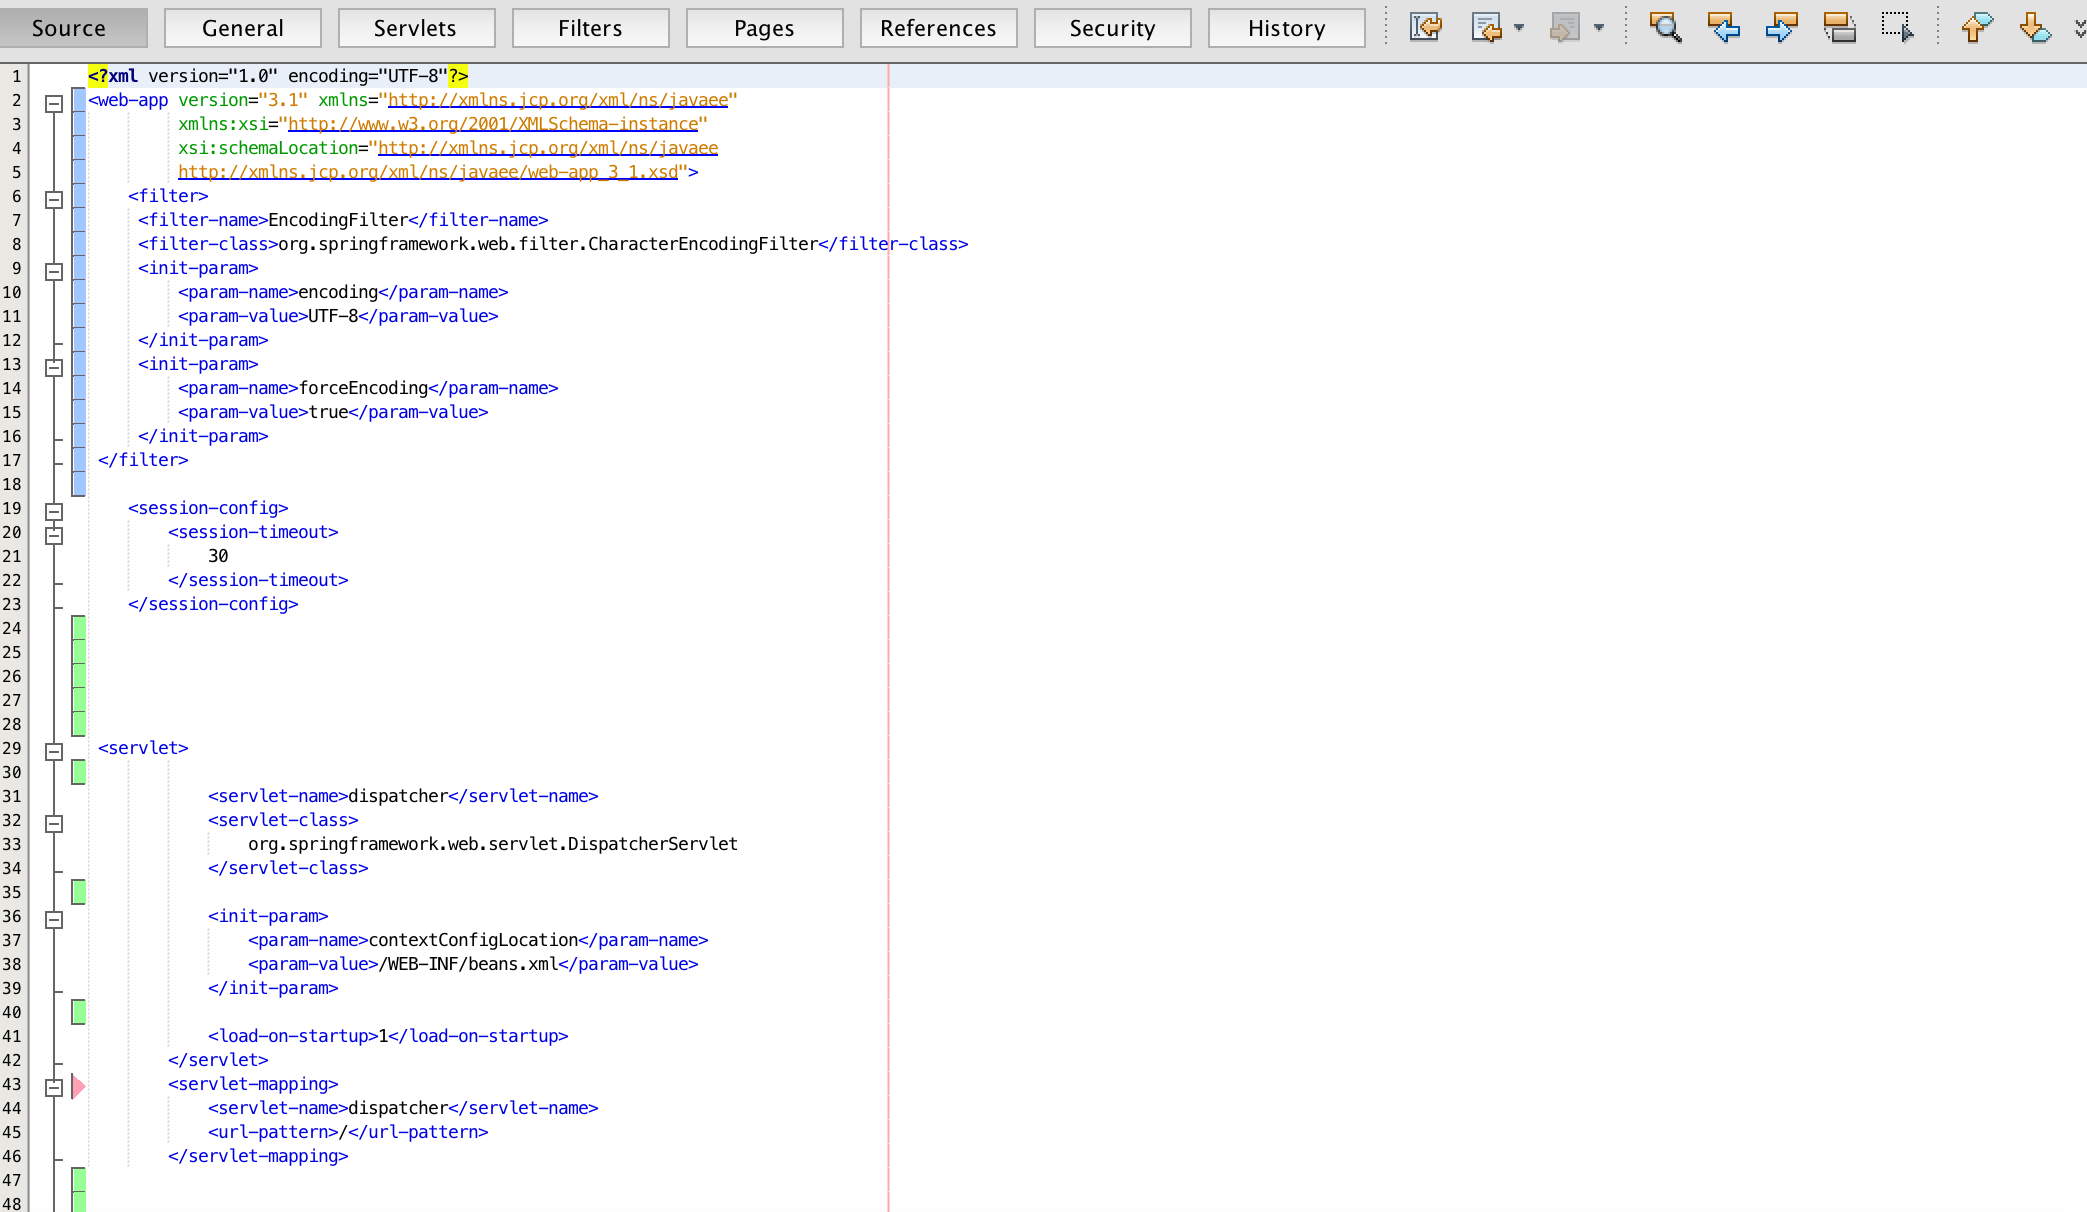 Source General Servlets Filters Pages References Security History
1 <?xml version="1.0" encoding="UTF-8"?>
2 <web-app version="3.1" xmlns="http://xmlns.jcp.org/xml/ns/javaee"
3 xmlns:xsi="http://www.w3.org/2001/XMLSchema-instance"
4 xsi:schemaLocation="http://xmlns.jcp.org/xml/ns/javaee
5 http://xmlns.jcp.org/xml/ns/javaee/web-app_3_1.xsd">
6 <filter>
7 <filter-name>EncodingFilter</filter-name>
8 <filter-class>org.springframework.web.filter.CharacterEncodingFilter</filter-class>
9 <init-param>
10 <param-name>encoding</param-name>
11 <param-value>UTF-8</param-value>
12 </init-param>
13 <init-param>
14 <param-name>forceEncoding</param-name>
15 <param-value>true</param-value>
16 </init-param>
17 </filter>
18
19 <session-config>
20 <session-timeout>
21 30
22 </session-timeout>
23 </session-config>
24
25
26
27
28
29 <servlet>
30
31 <servlet-name>dispatcher</servlet-name>
32 <servlet-class>
33 org.springframework.web.servlet.DispatcherServlet
34 </servlet-class>
35
36 <init-param>
37 <param-name>contextConfigLocation</param-name>
38 <param-value>/WEB-INF/beans.xml</param-value>
39 </init-param>
40
41 <load-on-startup>1</load-on-startup>
42 </servlet>
43 <servlet-mapping>
44 <servlet-name>dispatcher</servlet-name>
45 <url-pattern>/</url-pattern>
46 </servlet-mapping>
47
48